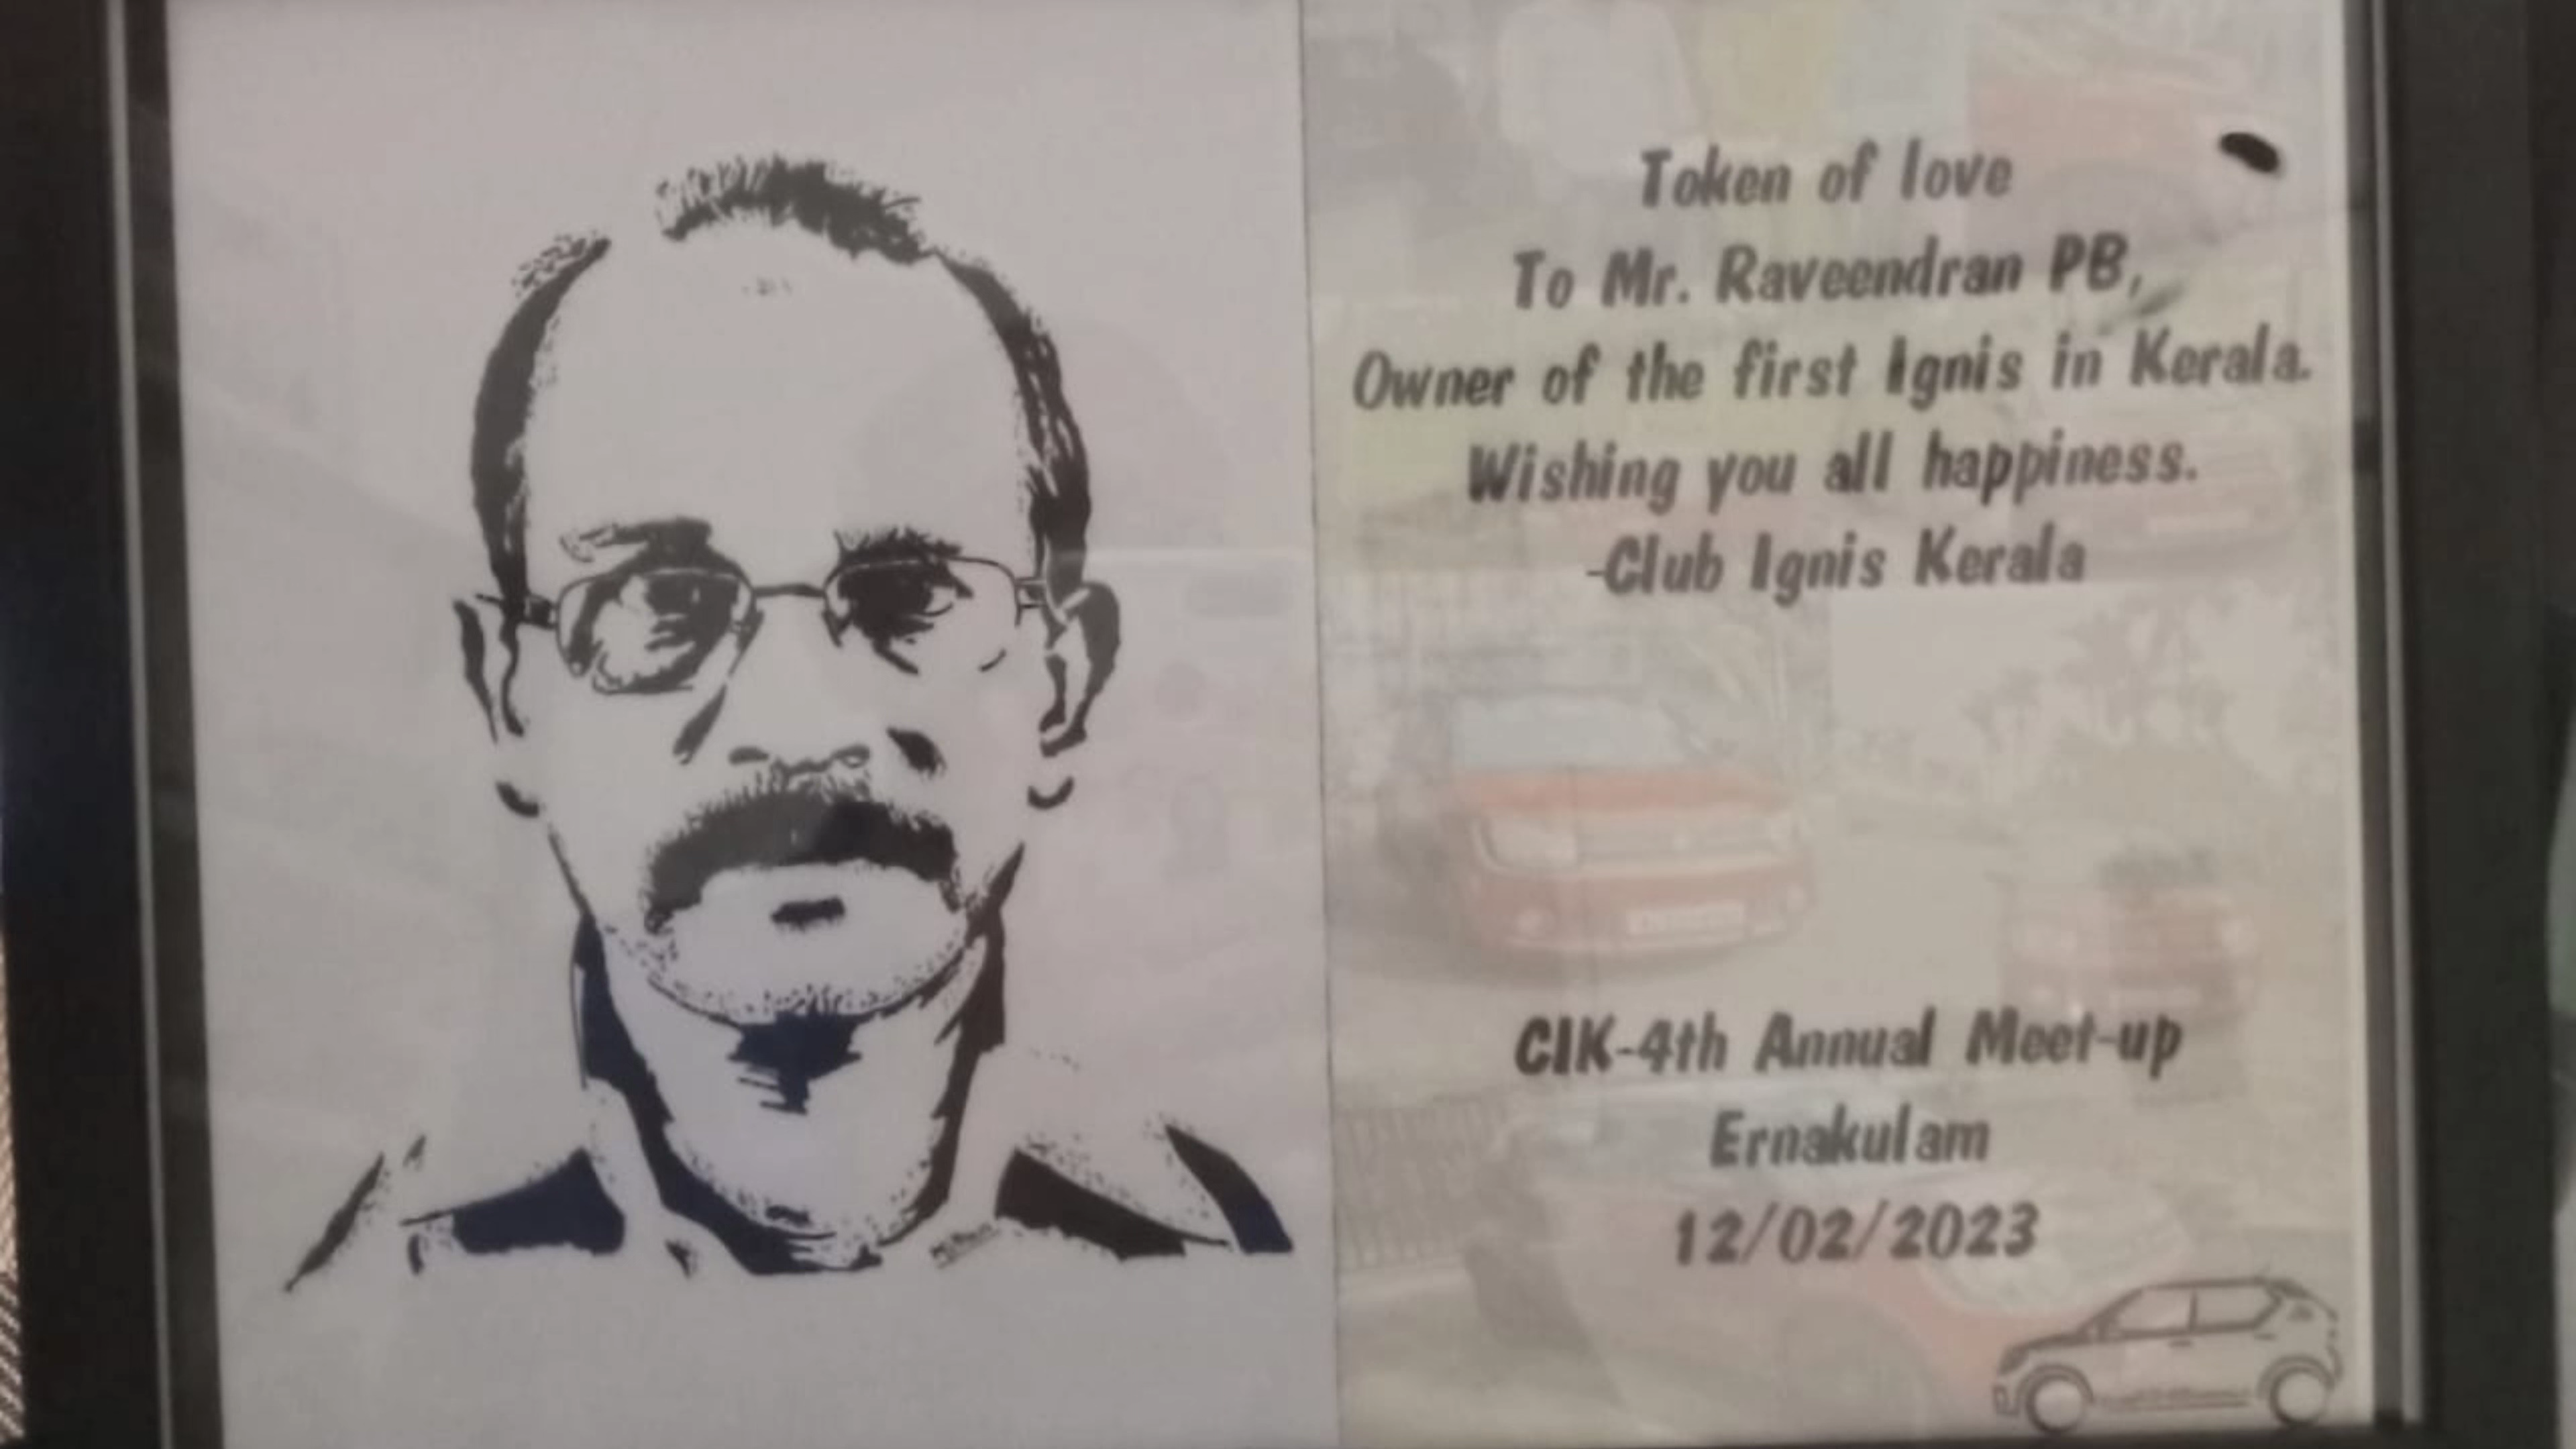 Token of love
To Mr. Raveendran PB,
Owner of the first Ignis in Kerala.
Wishing you all happiness.
-Club Ignis Kerala
CIK-4th Annual Meet-up
Ernakulam
12/02/2023